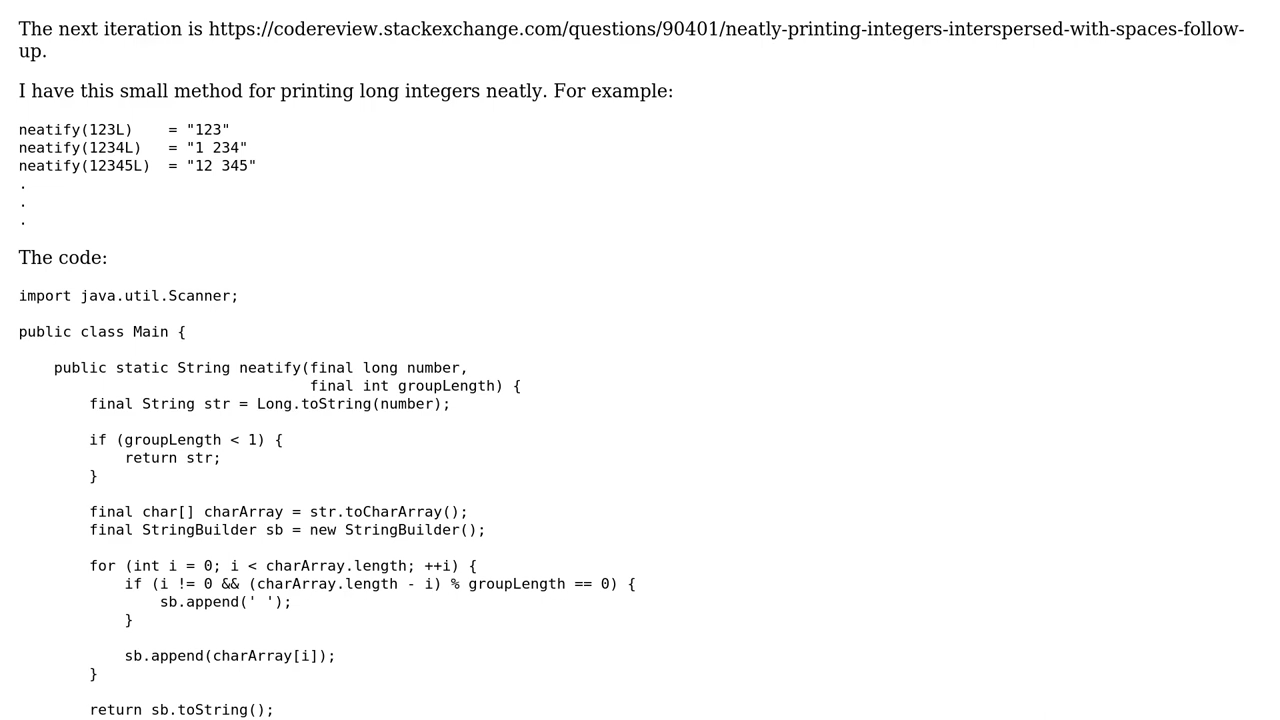 The next iteration is https://codereview.stackexchange.com/questions/90401/neatly-printing-integers-interspersed-with-spaces-follow-
up.
I have this small method for printing long integers neatly. For example:
neatify(123L)    = "123"
neatify(1234L)   = "1 234"
neatify(12345L)  = "12 345"
.
.
.
The code:
import java.util.Scanner;
public class Main {
    public static String neatify(final long number,
                                 final int groupLength) {
        final String str = Long.toString(number);
        if (groupLength < 1) {
            return str;
        }
        final char[] charArray = str.toCharArray();
        final StringBuilder sb = new StringBuilder();
        for (int i = 0; i < charArray.length; ++i) {
            if (i != 0 && (charArray.length - i) % groupLength == 0) {
                sb.append(' ');
            }
            sb.append(charArray[i]);
        }
        return sb.toString();